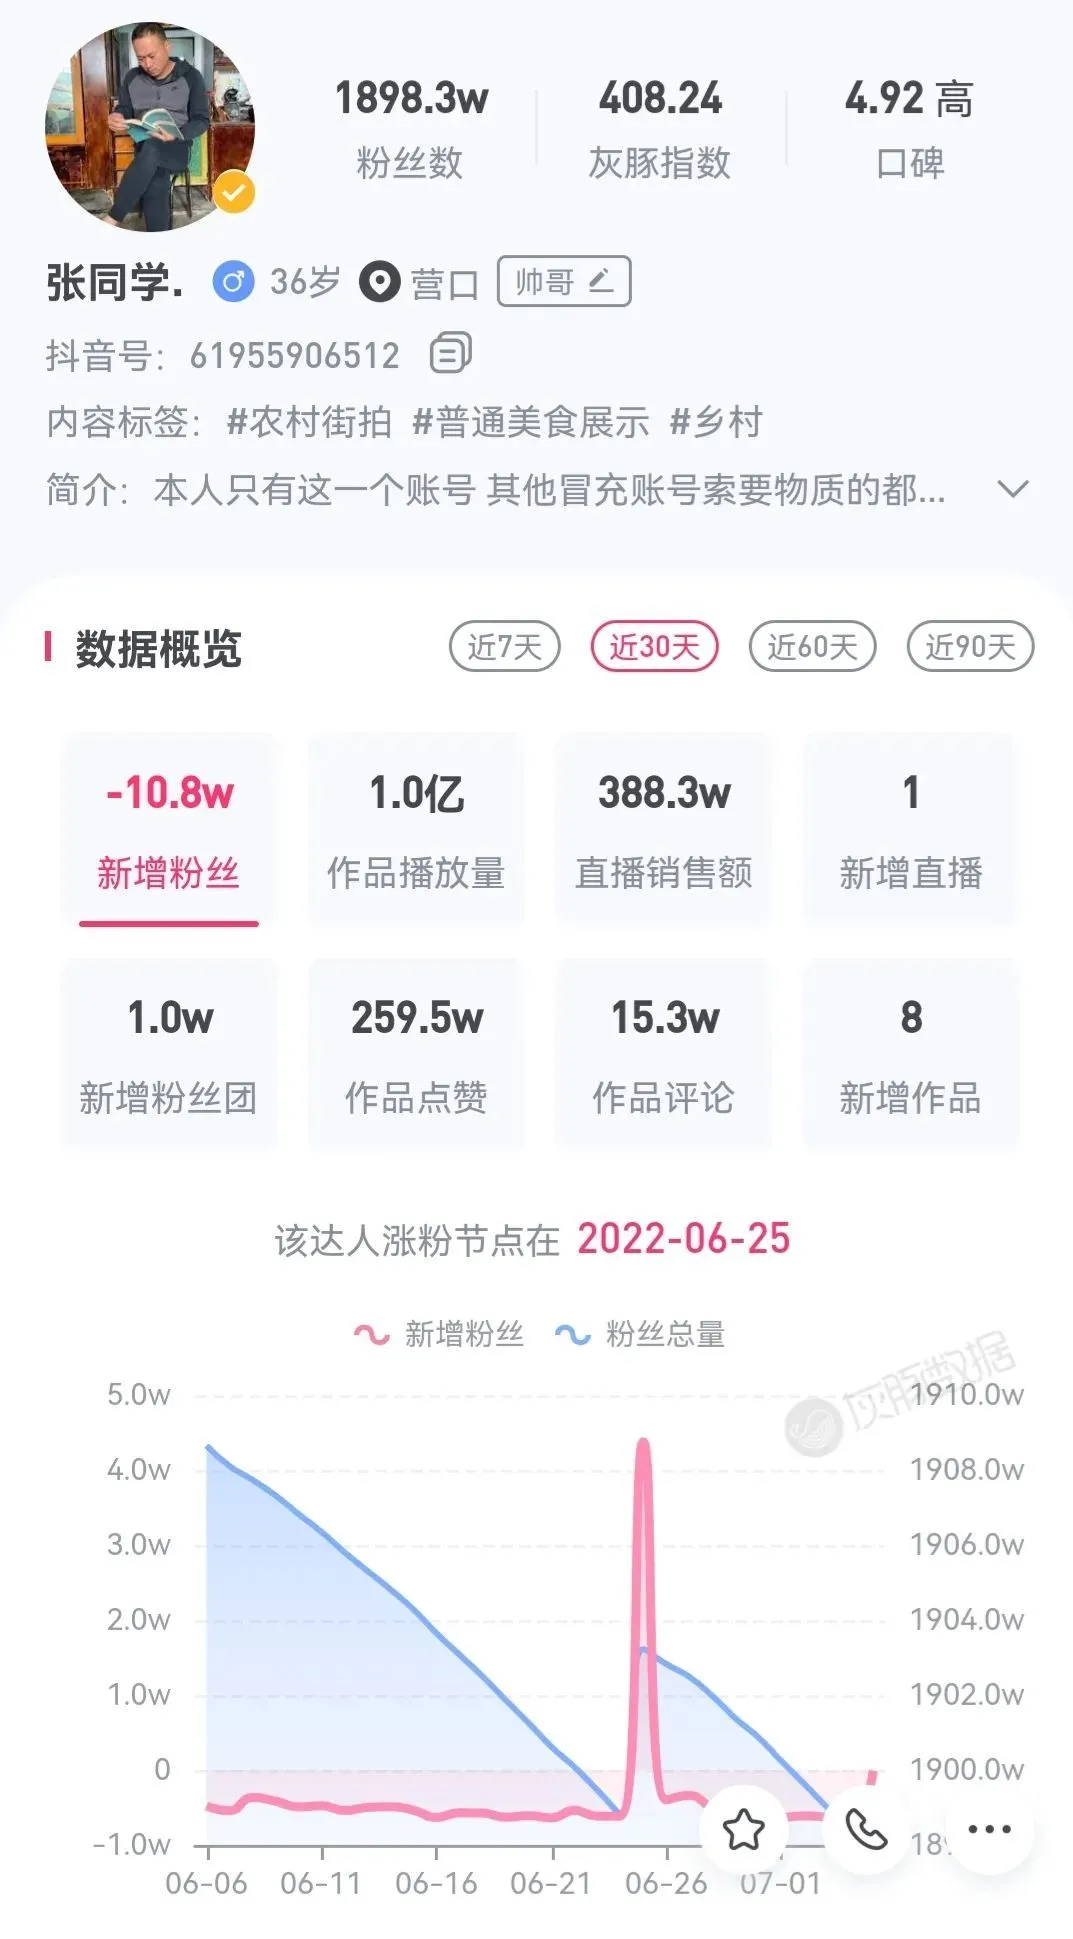 1898.3w 408.24 4.92 高
粉丝数 灰豚指数 口碑
张同学. 36岁 营口 帅哥
抖音号： 61955906512
内容标签： #农村街拍 #普通美食展示 #乡村
简介： 本人只有这一个账号 其他冒充账号索要物质的都...
数据概览 近7天 近30天 近60天 近90天
-10.8w 1.0亿 388.3w 1
新增粉丝 作品播放量 直播销售额 新增直播
1.0w 259.5w 15.3w 8
新增粉丝团 作品点赞 作品评论 新增作品
该达人涨粉节点在 2022-06-25
新增粉丝 粉丝总量
灰豚数据
5.0w 1910.0w
4.0w 1908.0w
3.0w 1906.0w
2.0w 1904.0w
1.0w 1902.0w
0 1900.0w
-1.0w
06-06 06-11 06-16 06-21 06-26 07-01